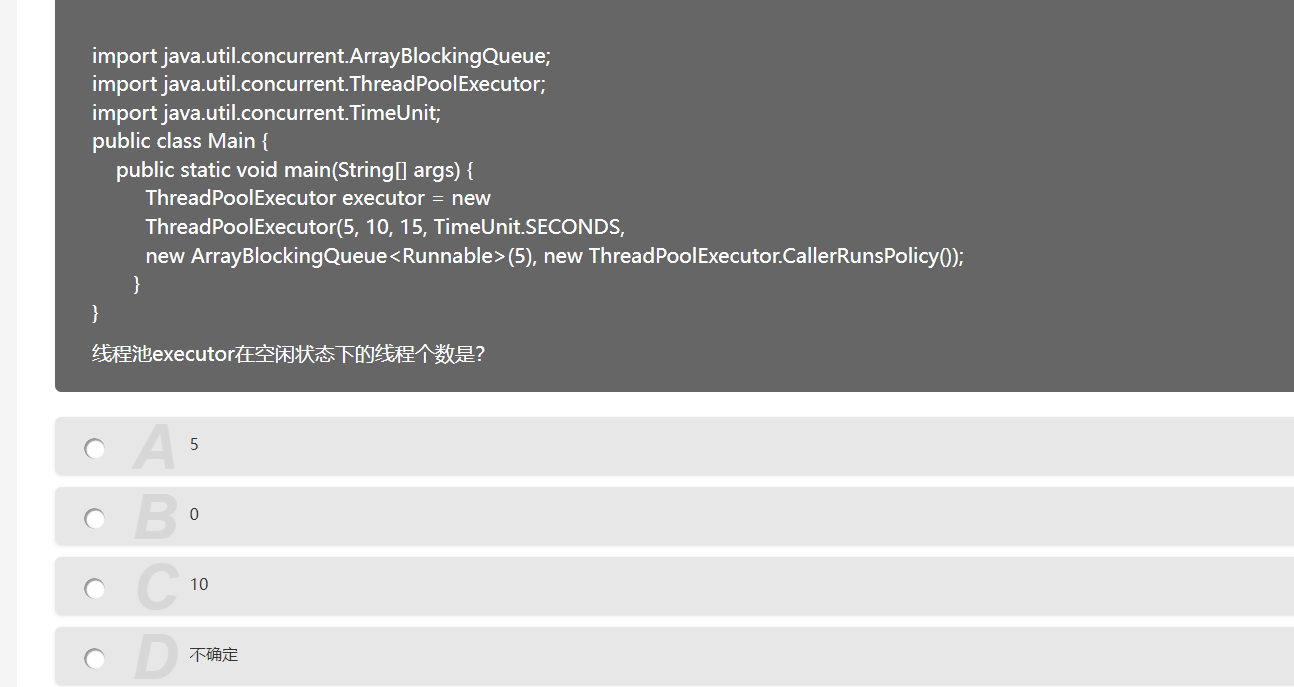 import java.util.concurrent.ArrayBlockingQueue;
import java.util.concurrent.ThreadPoolExecutor;
import java.util.concurrent.TimeUnit;
public class Main {
public static void main(String[] args) {
ThreadPoolExecutor executor = new
ThreadPoolExecutor(5, 10, 15, TimeUnit.SECONDS,
new ArrayBlockingQueue<Runnable>(5), new ThreadPoolExecutor.CallerRunsPolicy());
}
}
线程池executor在空闲状态下的线程个数是？
A 5
B 0
C 10
D 不确定